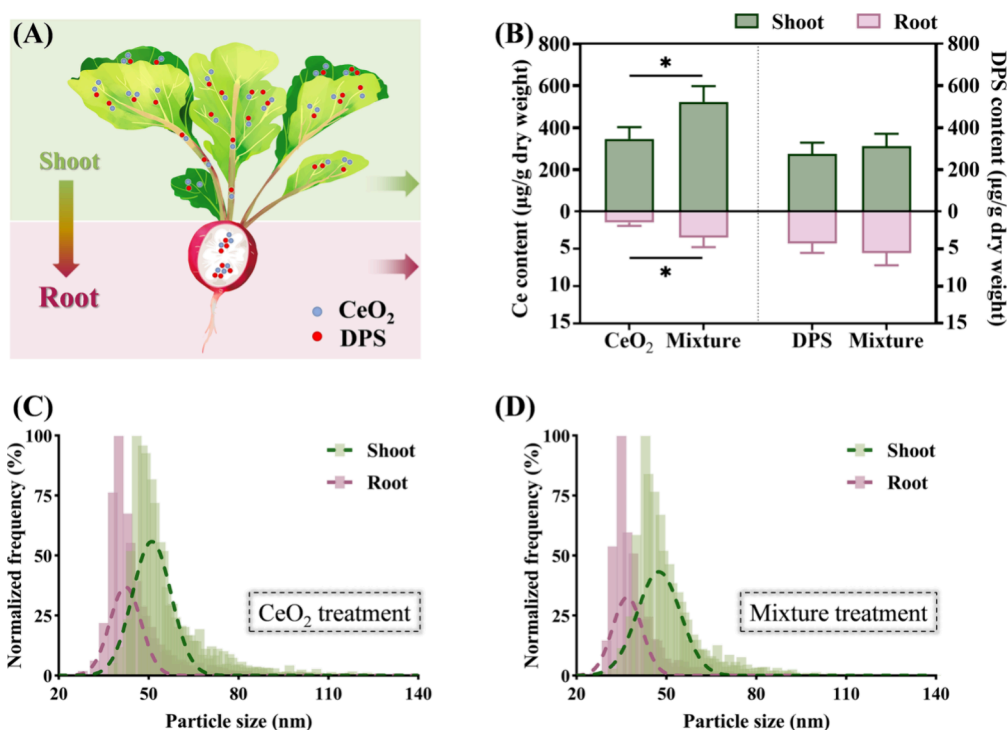 (A)
Shoot
Root
CeO₂
DPS
(B)
Shoot
Root
Ce content (µg/g dry weight)
800
600
400
200
0
5
10
15
*
*
CeO₂
Mixture
DPS
Mixture
800
600
400
200
0
5
10
15
DPS content (µg/g dry weight)
(C)
Normalized frequency (%)
100
75
50
25
0
Shoot
Root
CeO₂ treatment
20
50
80
110
140
Particle size (nm)
(D)
Normalized frequency (%)
100
75
50
25
0
Shoot
Root
Mixture treatment
20
50
80
110
140
Particle size (nm)